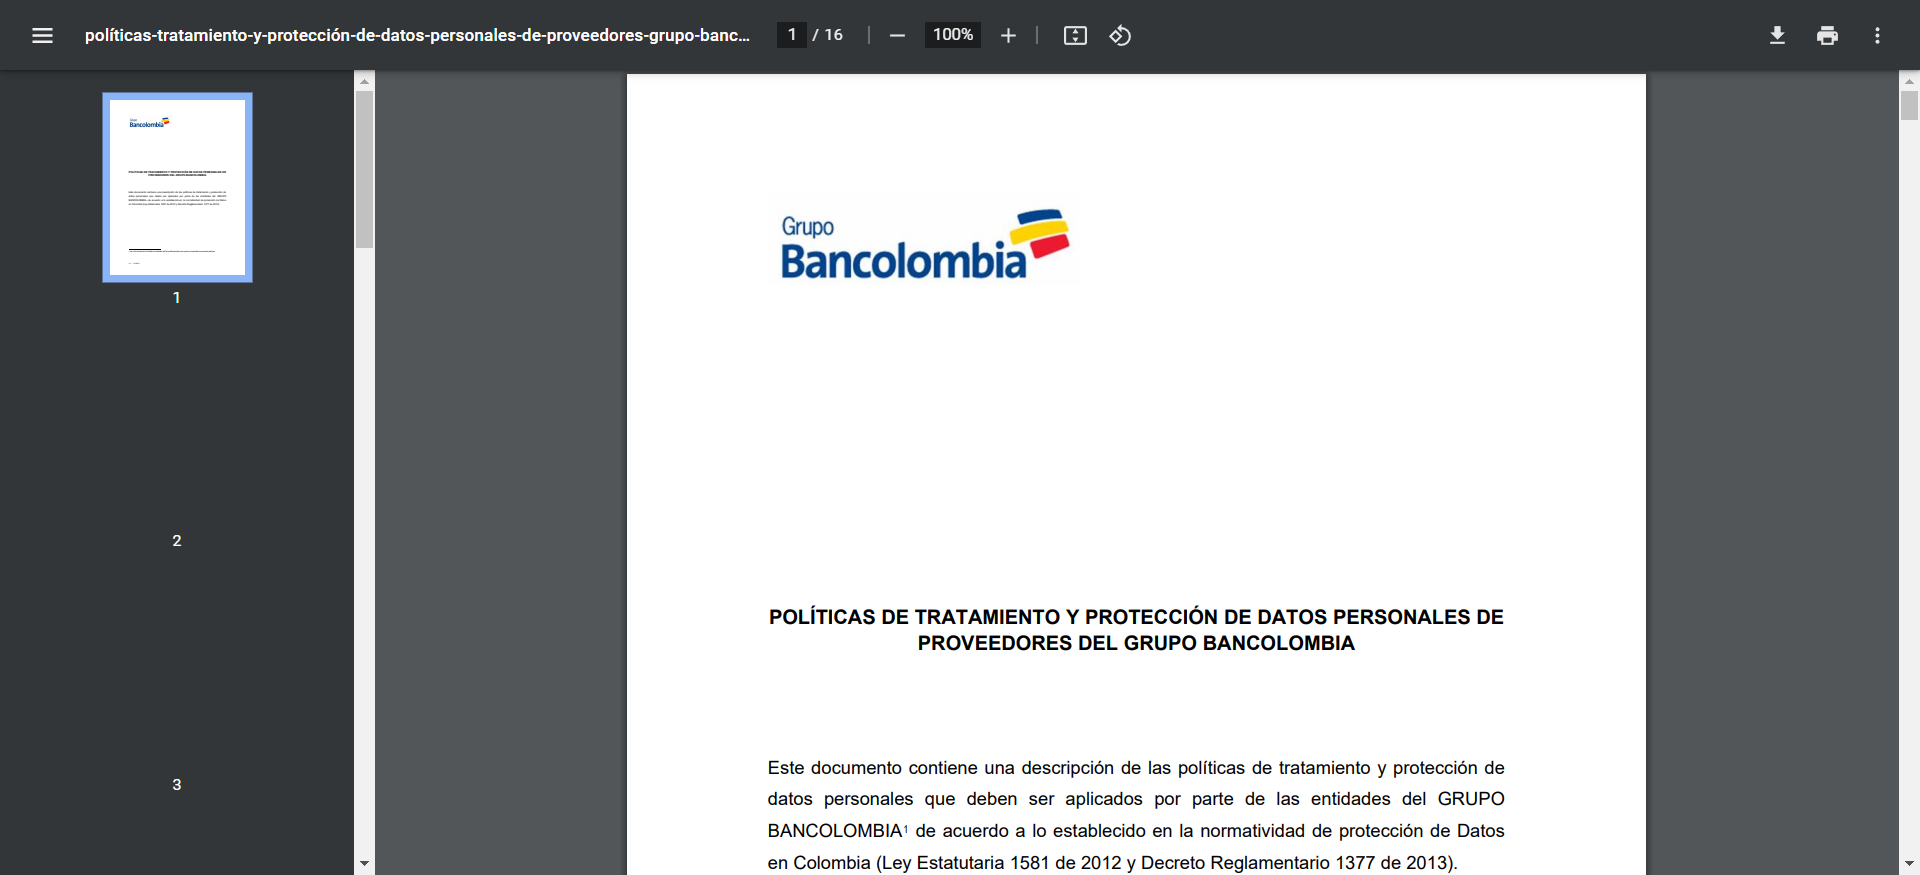 políticas-tratamiento-y-protección-de-datos-personales-de-proveedores-grupo-banc...
1 / 16
100%
Grupo
Bancolombia
1
2
3
Grupo
Bancolombia
POLÍTICAS DE TRATAMIENTO Y PROTECCIÓN DE DATOS PERSONALES DE
PROVEEDORES DEL GRUPO BANCOLOMBIA
Este documento contiene una descripción de las políticas de tratamiento y protección de
datos personales que deben ser aplicados por parte de las entidades del GRUPO
BANCOLOMBIA¹ de acuerdo a lo establecido en la normatividad de protección de Datos
en Colombia (Ley Estatutaria 1581 de 2012 y Decreto Reglamentario 1377 de 2013).